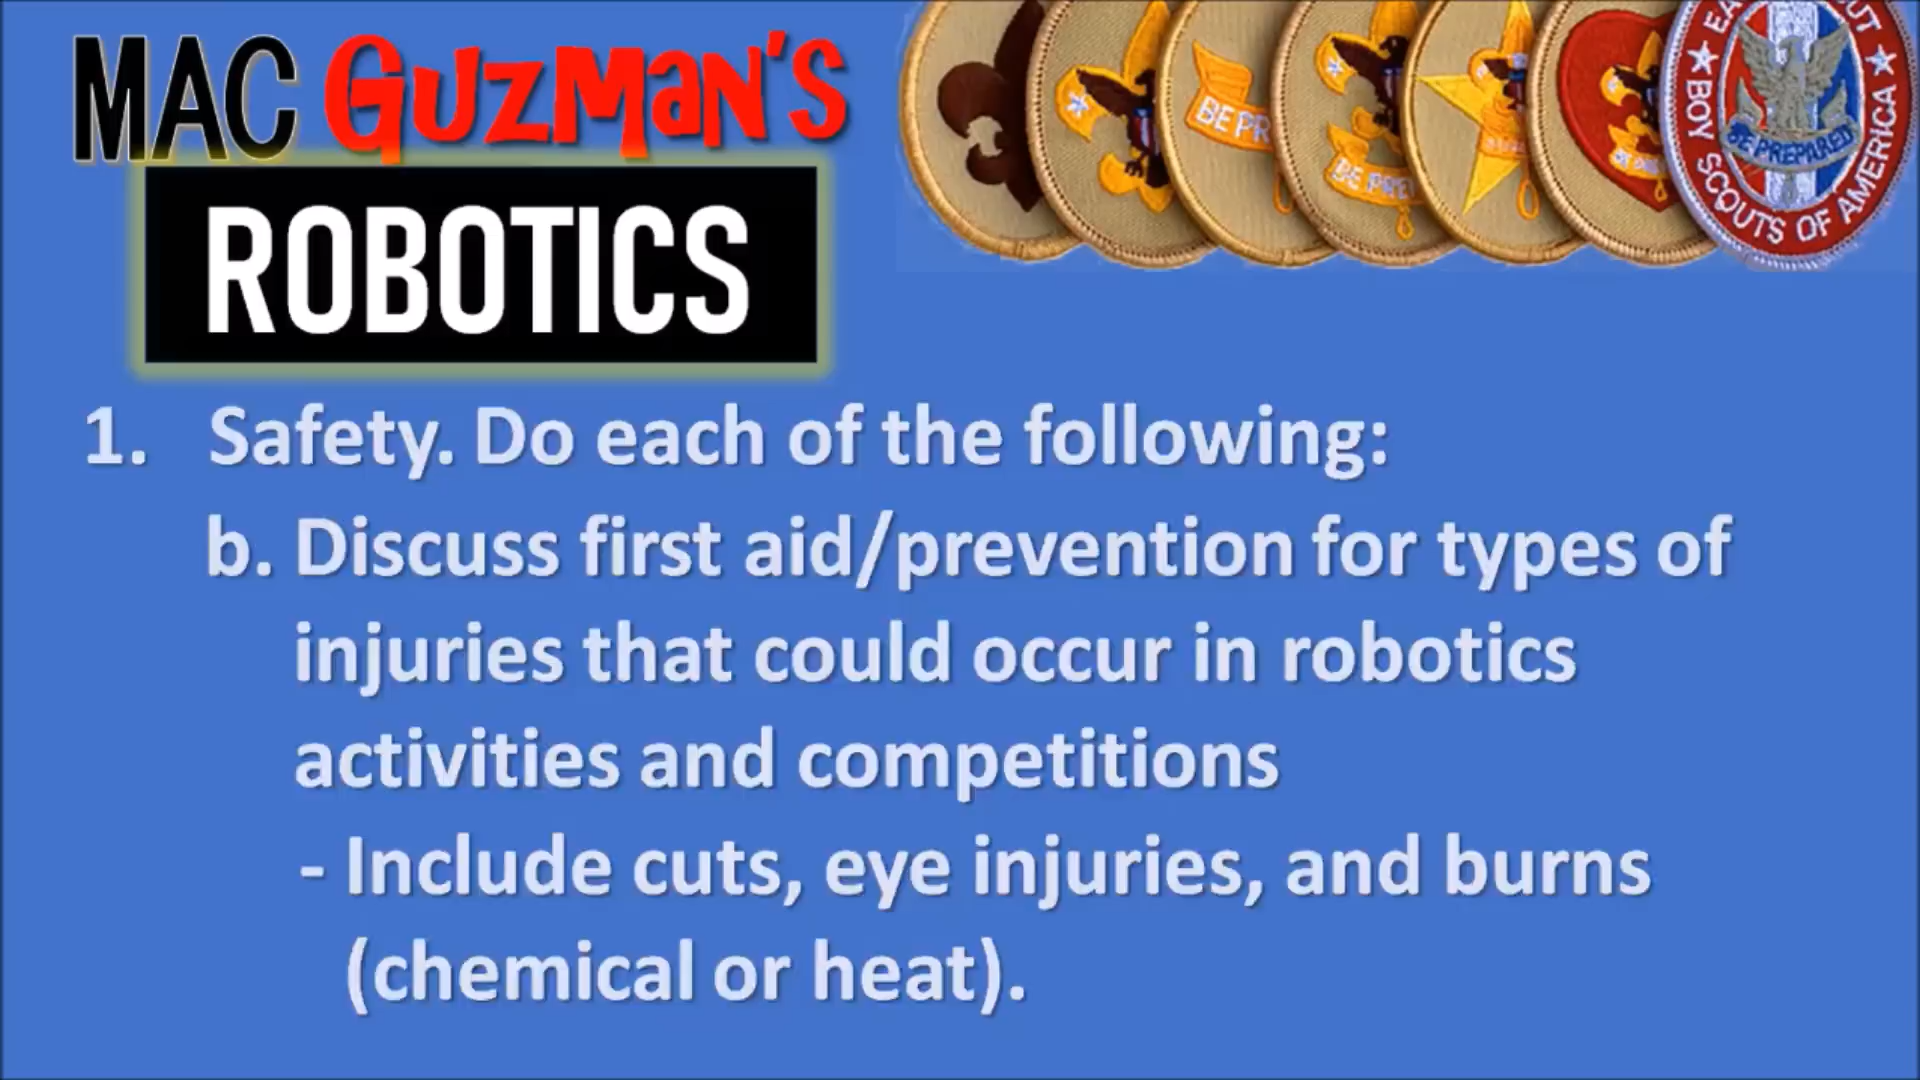 MAC GUZMAN'S
ROBOTICS
BE PREPARED
BOY SCOUTS OF AMERICA
1. Safety. Do each of the following:
b. Discuss first aid/prevention for types of
injuries that could occur in robotics
activities and competitions
- Include cuts, eye injuries, and burns
(chemical or heat).